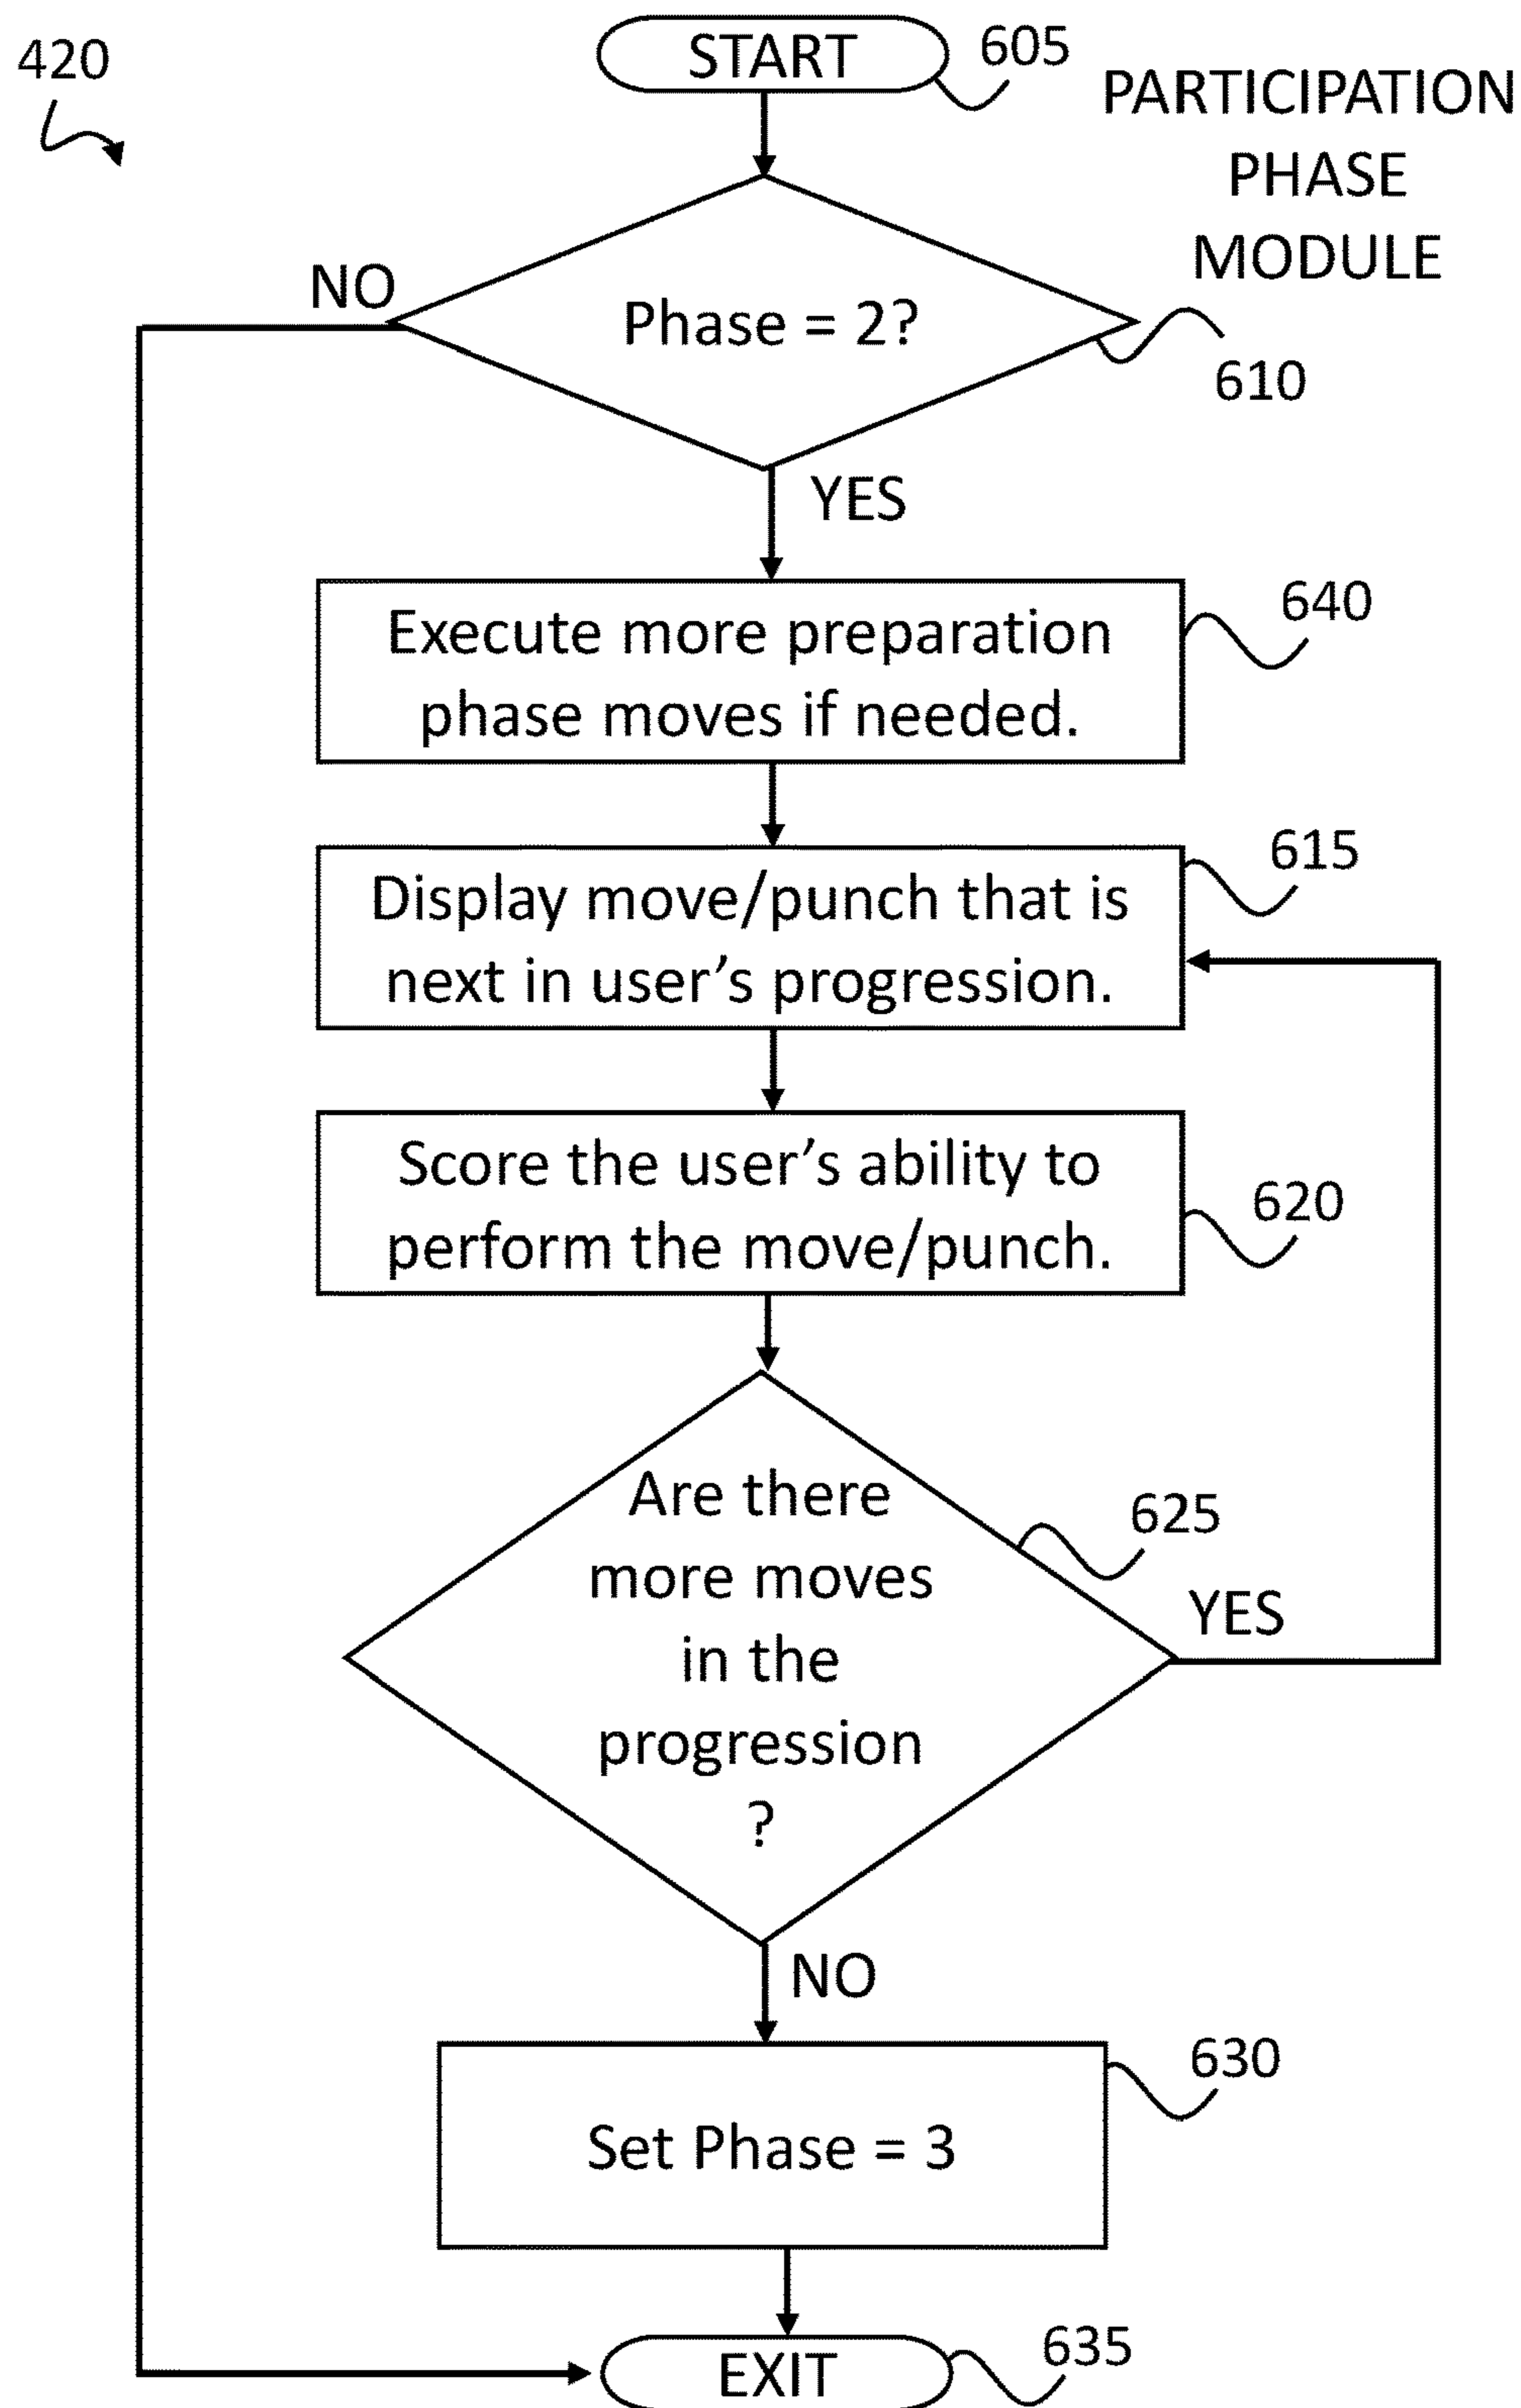 420
START
605
PARTICIPATION
PHASE
MODULE
NO
Phase = 2?
610
YES
Execute more preparation
phase moves if needed.
640
Display move/punch that is
next in user’s progression.
615
Score the user’s ability to
perform the move/punch.
620
Are there
more moves
in the
progression
?
625
YES
NO
Set Phase = 3
630
EXIT
635